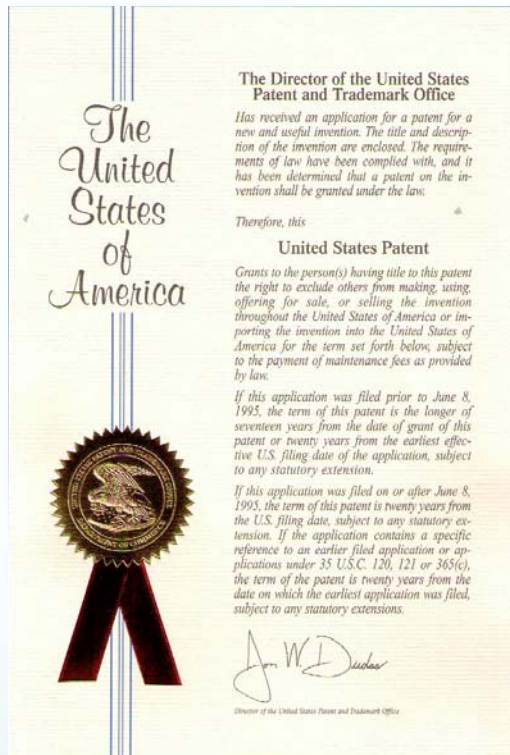 The
United
States
of
America
The Director of the United States
Patent and Trademark Office
Has received an application for a patent for a
new and useful invention. The title and descrip-
tion of the invention are enclosed. The require-
ments of law have been complied with, and it
has been determined that a patent on the in-
vention shall be granted under the law.
Therefore, this
United States Patent
Grants to the person(s) having title to this patent
the right to exclude others from making, using,
offering for sale, or selling the invention
throughout the United States of America or im-
porting the invention into the United States of
America for the term set forth below, subject
to the payment of maintenance fees as provided
by law.
If this application was filed prior to June 8,
1995, the term of this patent is the longer of
seventeen years from the date of grant of this
patent or twenty years from the earliest effec-
tive U.S. filing date of the application, subject
to any statutory extension.
If this application was filed on or after June 8,
1995, the term of this patent is twenty years from
the U.S. filing date, subject to any statutory ex-
tension. If the application contains a specific
reference to an earlier filed application or ap-
plications under 35 U.S.C. 120, 121 or 365(c),
the term of the patent is twenty years from the
date on which the earliest application was filed,
subject to any statutory extensions.
Jon W. Dudas
Director of the United States Patent and Trademark Office